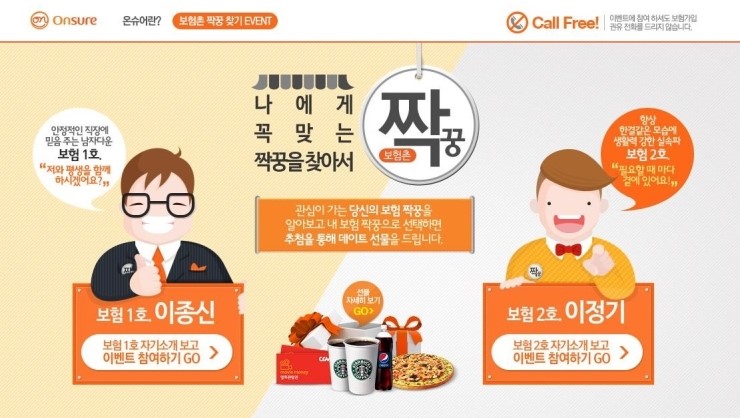 Onsure
온슈어란?
보험촌 짝꿍 찾기 EVENT
Call Free!
이벤트에 참여 하셔도 보험가입
권유 전화를 드리지 않습니다.
나에게
꼭맞는
짝꿍을찾아서
보험촌
짝꿍
안정적인 직장에
믿음 주는 남자다운
보험 1호.
"저와 평생을 함께
하시겠어요?"
항상
한결같은 모습에
생활력 강한 실속파
보험 2호.
"필요할 때 마다
곁에 있어요!"
관심이 가는 당신의 보험 짝꿍을
알아보고 내 보험 짝꿍으로 선택하면
추첨을 통해 데이트 선물을 드립니다.
짝꿍
선물
자세히 보기
GO
보험 1호. 이종신
보험 1호 자기소개 보고
이벤트 참여하기 GO
보험 2호. 이정기
보험 2호 자기소개 보고
이벤트 참여하기 GO
pepsi